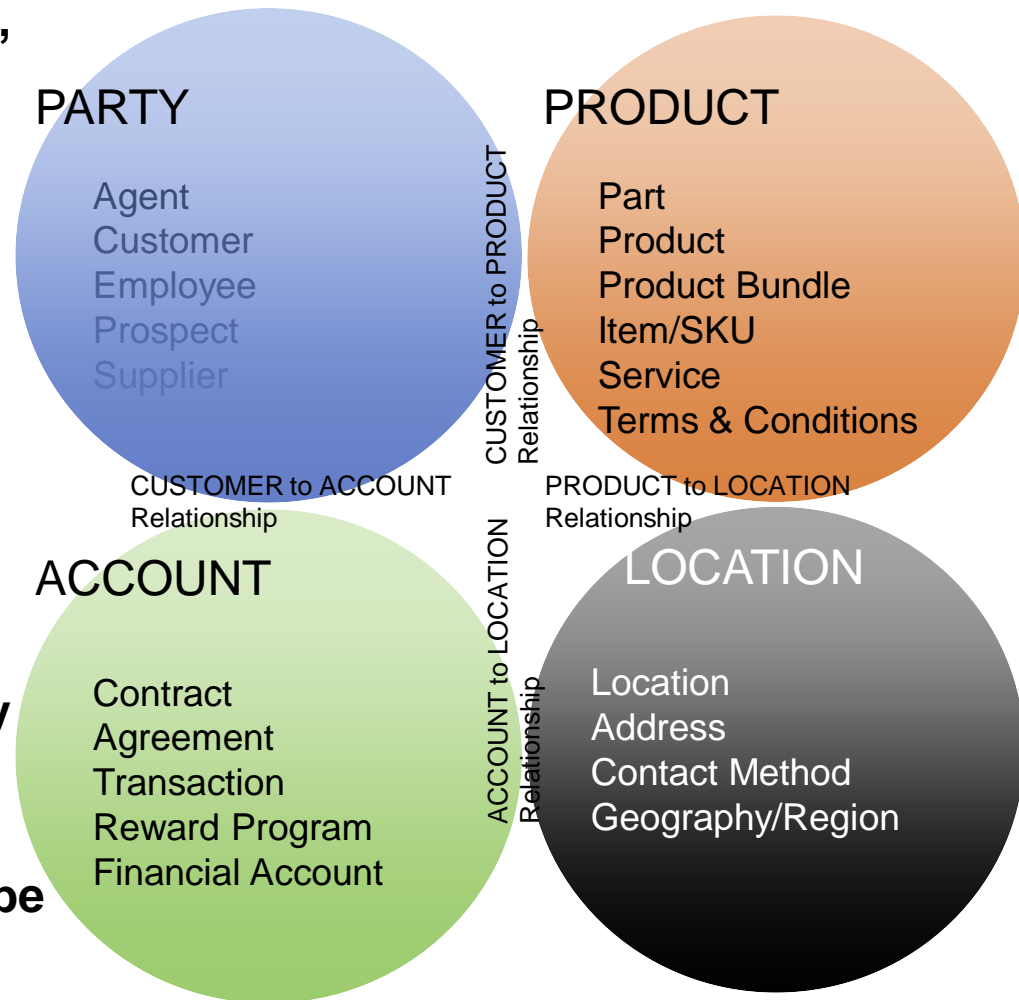 ,
PARTY
Agent
Customer
Employee
Prospect
Supplier
PRODUCT
Part
Product
Product Bundle
Item/SKU
Service
Terms & Conditions
CUSTOMER to PRODUCT
Relationship
CUSTOMER to ACCOUNT
Relationship
PRODUCT to LOCATION
Relationship
ACCOUNT
Contract
Agreement
Transaction
Reward Program
Financial Account
ACCOUNT to LOCATION
Relationship
LOCATION
Location
Address
Contact Method
Geography/Region